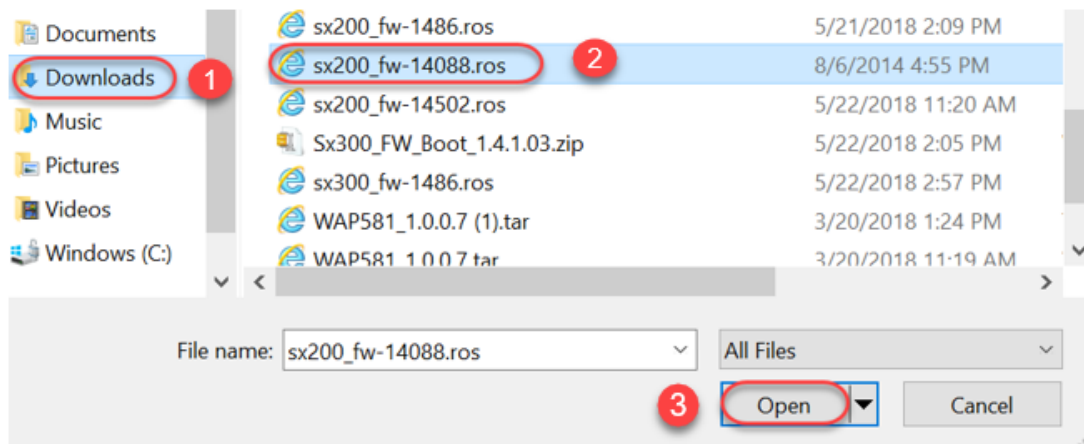 Documents
Downloads
1
Music
Pictures
Videos
Windows (C:)
sx200_fw-1486.ros 5/21/2018 2:09 PM
sx200_fw-14088.ros 2 8/6/2014 4:55 PM
sx200_fw-14502.ros 5/22/2018 11:20 AM
Sx300_FW_Boot_1.4.1.03.zip 5/22/2018 2:05 PM
sx300_fw-1486.ros 5/22/2018 2:57 PM
WAP581_1.0.0.7 (1).tar 3/20/2018 1:24 PM
WAP581_1.0.0.7.tar 3/20/2018 11:19 AM
File name: sx200_fw-14088.ros All Files
3 Open Cancel